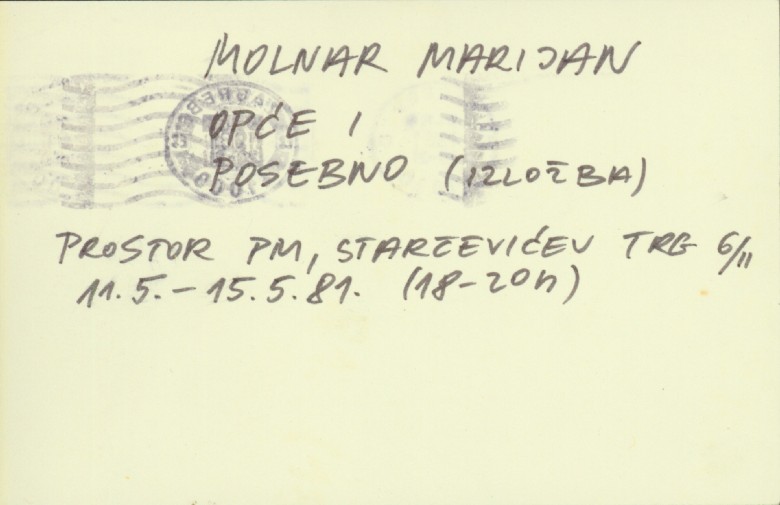 MOLNAR MARIJAN
OPĆE I
POSEBNO (IZLOŽBA)
PROSTOR PM, STARČEVIĆEV TRG 6/II
11.5.-15.5.81. (18-20h)